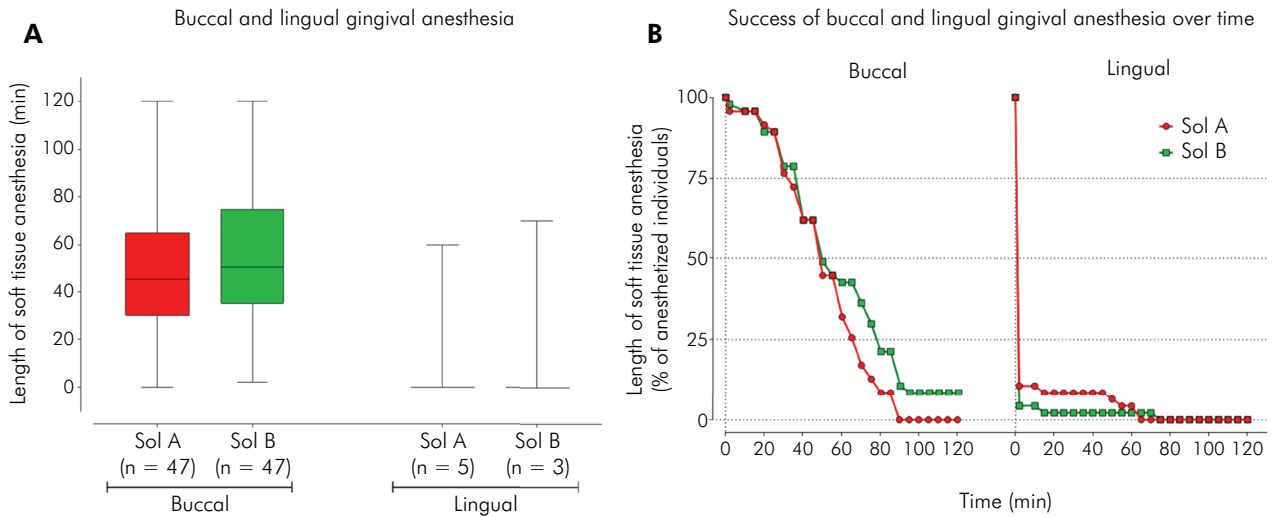 A
Buccal and lingual gingival anesthesia
Length of soft tissue anesthesia (min)
120
100
80
60
40
20
0
Sol A
(n = 47)
Sol B
(n = 47)
Sol A
(n = 5)
Sol B
(n = 3)
Buccal
Lingual
B
Success of buccal and lingual gingival anesthesia over time
Buccal
Lingual
Length of soft tissue anesthesia
(% of anesthetized individuals)
100
75
50
25
0
Sol A
Sol B
0 20 40 60 80 100 120
0 20 40 60 80 100 120
Time (min)